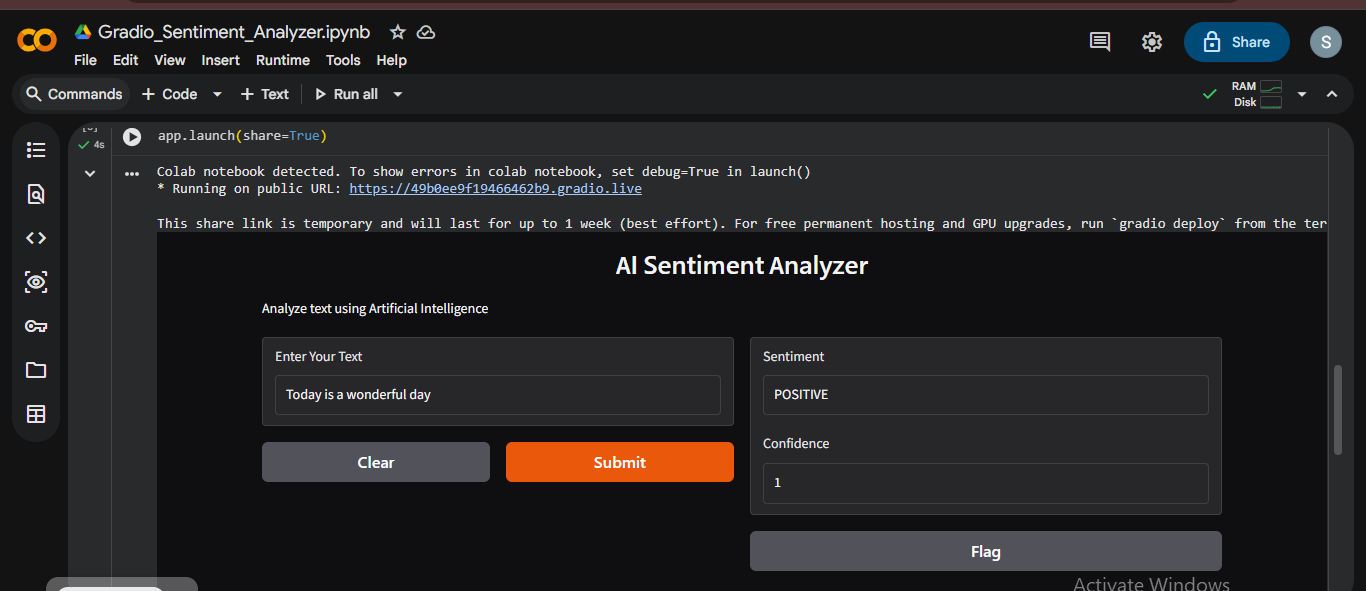 Gradio_Sentiment_Analyzer.ipynb
File Edit View Insert Runtime Tools Help
Share
S
Commands + Code + Text Run all
RAM
Disk
4s
app.launch(share=True)
Colab notebook detected. To show errors in colab notebook, set debug=True in launch()
* Running on public URL: https://49b0ee9f19466462b9.gradio.live
This share link is temporary and will last for up to 1 week (best effort). For free permanent hosting and GPU upgrades, run `gradio deploy` from the ter
AI Sentiment Analyzer
Analyze text using Artificial Intelligence
Enter Your Text
Today is a wonderful day
Clear
Submit
Sentiment
POSITIVE
Confidence
1
Flag
Activate Windows